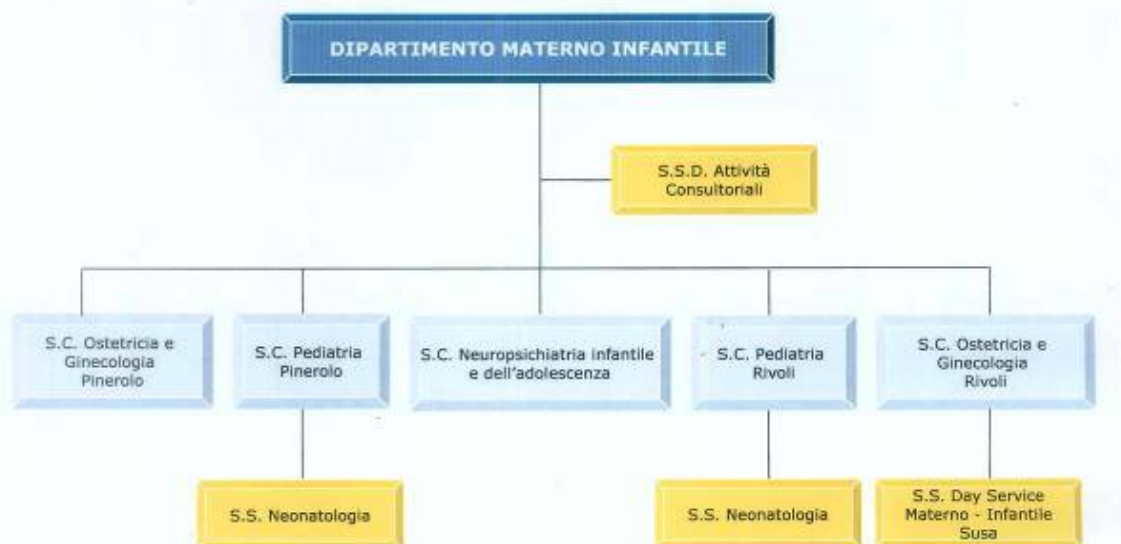 DIPARTIMENTO MATERNO INFANTILE
S.S.D. Attività
Consultoriali
S.C. Ostetricia e
Ginecologia
Pinerolo
S.C. Pediatria
Pinerolo
S.C. Neuropsichiatria infantile
e dell'adolescenza
S.C. Pediatria
Rivoli
S.C. Ostetricia e
Ginecologia
Rivoli
S.S. Neonatologia
S.S. Neonatologia
S.S. Day Service
Materno - Infantile
Susa